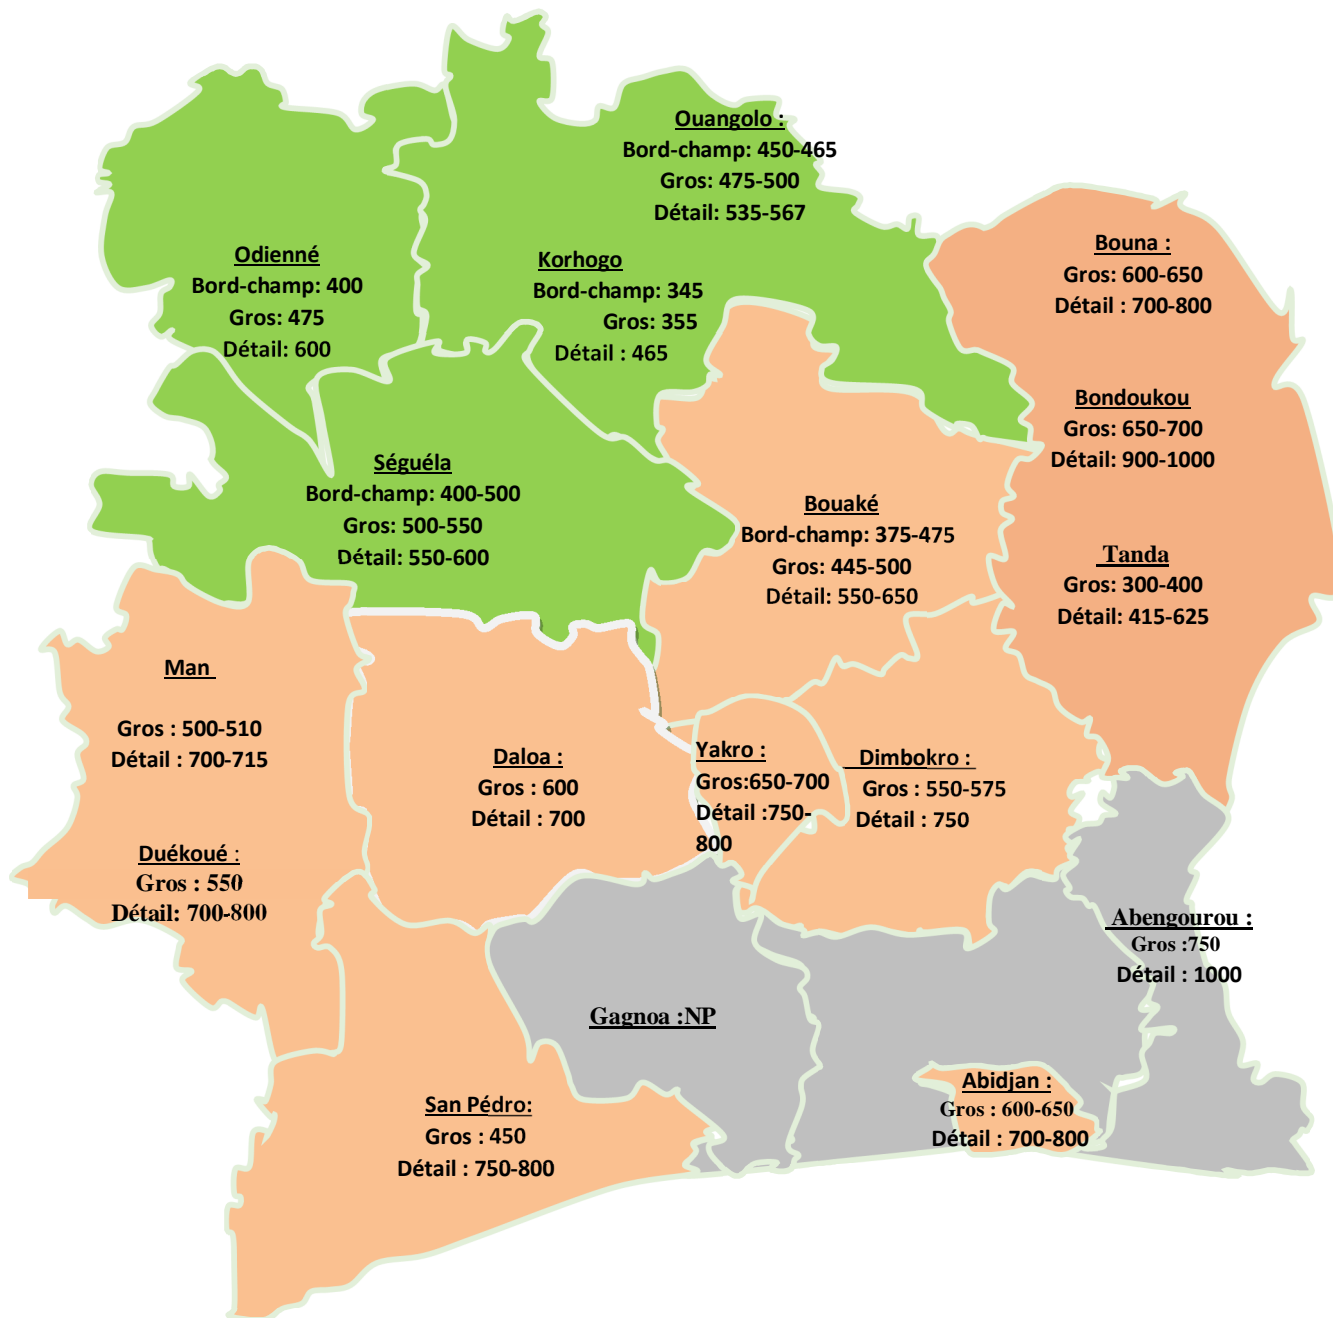 Ouangolo :
Bord-champ: 450-465
Gros: 475-500
Détail: 535-567
Odienné
Bord-champ: 400
Gros: 475
Détail: 600
Korhogo
Bord-champ: 345
Gros: 355
Détail : 465
Bouna :
Gros: 600-650
Détail : 700-800
Bondoukou
Gros: 650-700
Détail: 900-1000
Séguéla
Bord-champ: 400-500
Gros: 500-550
Détail: 550-600
Bouaké
Bord-champ: 375-475
Gros: 445-500
Détail: 550-650
Tanda
Gros: 300-400
Détail: 415-625
Man
Gros : 500-510
Détail : 700-715
Daloa :
Gros : 600
Détail : 700
Yakro :
Gros:650-700
Détail :750-
800
Dimbokro :
Gros : 550-575
Détail : 750
Duékoué :
Gros : 550
Détail: 700-800
Abengourou :
Gros :750
Détail : 1000
Gagnoa :NP
San Pédro:
Gros : 450
Détail : 750-800
Abidjan :
Gros : 600-650
Détail : 700-800